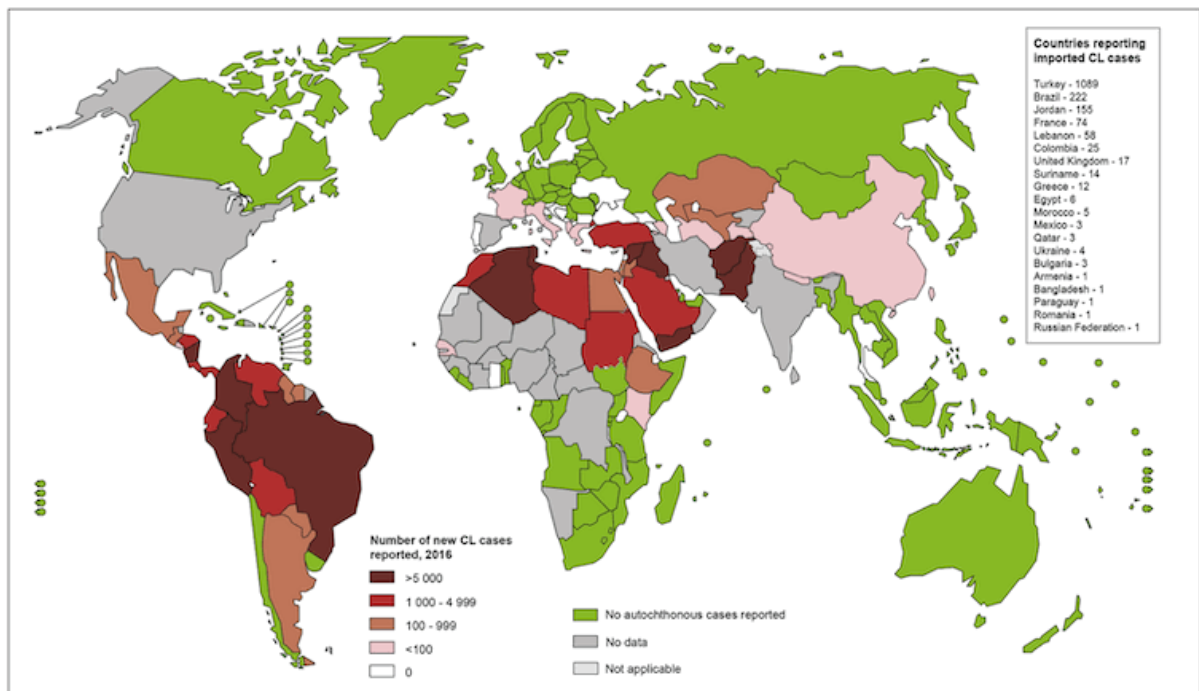 Countries reporting
imported CL cases
Turkey - 1089
Brazil - 222
Jordan - 155
France - 74
Lebanon - 58
Colombia - 25
United Kingdom - 17
Suriname - 14
Greece - 12
Egypt - 6
Morocco - 5
Mexico - 3
Qatar - 3
Ukraine - 4
Bulgaria - 3
Armenia - 1
Bangladesh - 1
Paraguay - 1
Romania - 1
Russian Federation - 1
Number of new CL cases
reported, 2016
>5 000
1 000 - 4 999
100 - 999
<100
0
No autochthonous cases reported
No data
Not applicable